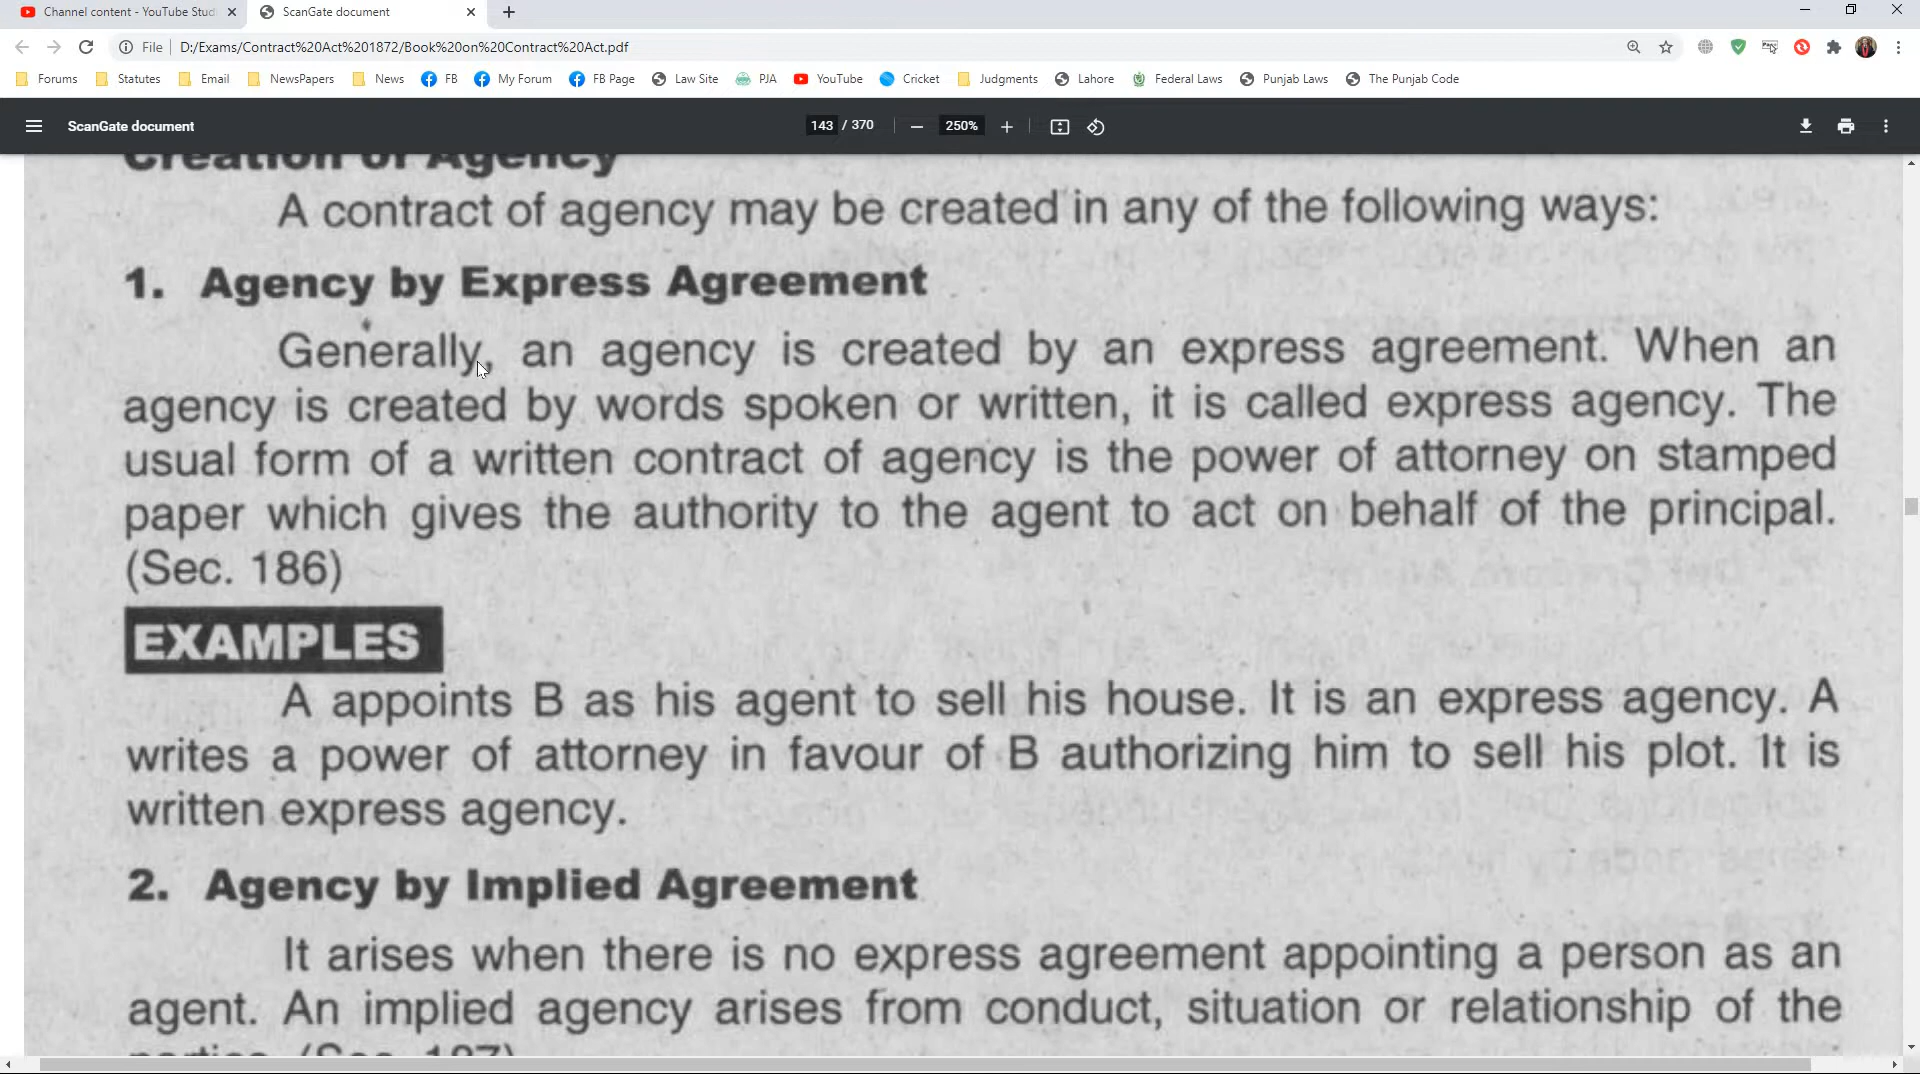 Channel content - YouTube Stud
ScanGate document
File
D:/Exams/Contract%20Act%201872/Book%20on%20Contract%20Act.pdf
Forums
Statutes
Email
NewsPapers
News
FB
My Forum
FB Page
Law Site
PJA
YouTube
Cricket
Judgments
Lahore
Federal Laws
Punjab Laws
The Punjab Code
ScanGate document
143 / 370
250%
Creation of Agency
A contract of agency may be created in any of the following ways:
1. Agency by Express Agreement
Generally, an agency is created by an express agreement. When an
agency is created by words spoken or written, it is called express agency. The
usual form of a written contract of agency is the power of attorney on stamped
paper which gives the authority to the agent to act on behalf of the principal.
(Sec. 186)
EXAMPLES
A appoints B as his agent to sell his house. It is an express agency. A
writes a power of attorney in favour of B authorizing him to sell his plot. It is
written express agency.
2. Agency by Implied Agreement
It arises when there is no express agreement appointing a person as an
agent. An implied agency arises from conduct, situation or relationship of the
parties. (Sec. 187)